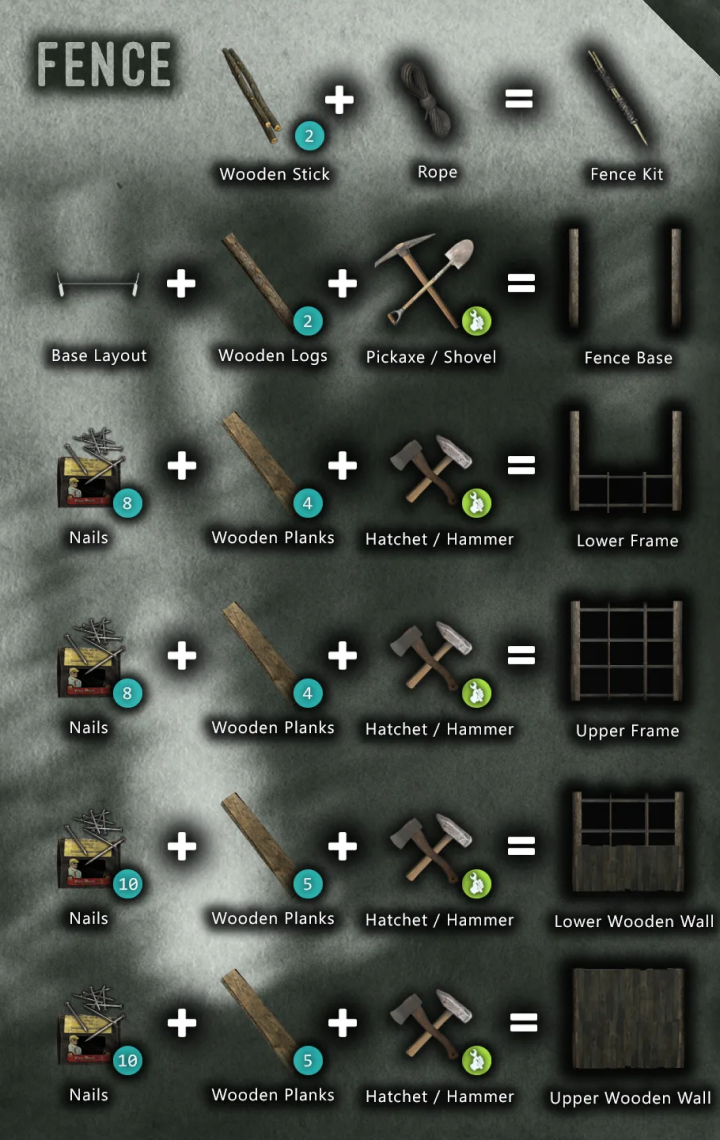 FENCE
2
Wooden Stick Rope Fence Kit
2
Base Layout Wooden Logs Pickaxe / Shovel Fence Base
8 4
Nails Wooden Planks Hatchet / Hammer Lower Frame
8 4
Nails Wooden Planks Hatchet / Hammer Upper Frame
10 5
Nails Wooden Planks Hatchet / Hammer Lower Wooden Wall
10 5
Nails Wooden Planks Hatchet / Hammer Upper Wooden Wall